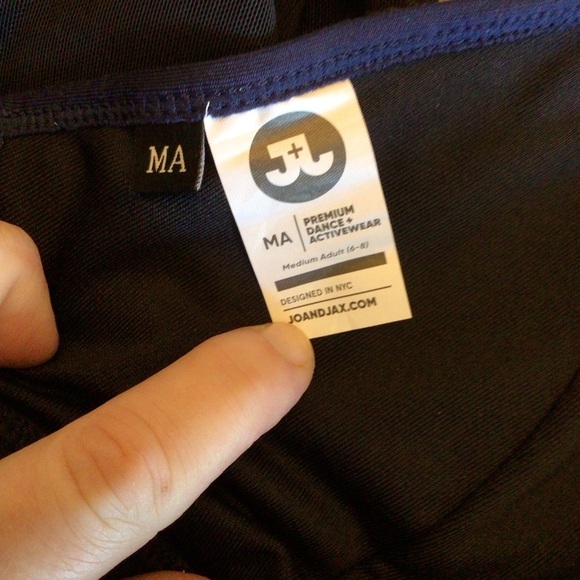 MA
J+J
MA
PREMIUM
DANCE +
ACTIVEWEAR
Medium Adult (6-8)
DESIGNED IN NYC
JOANDJAX.COM